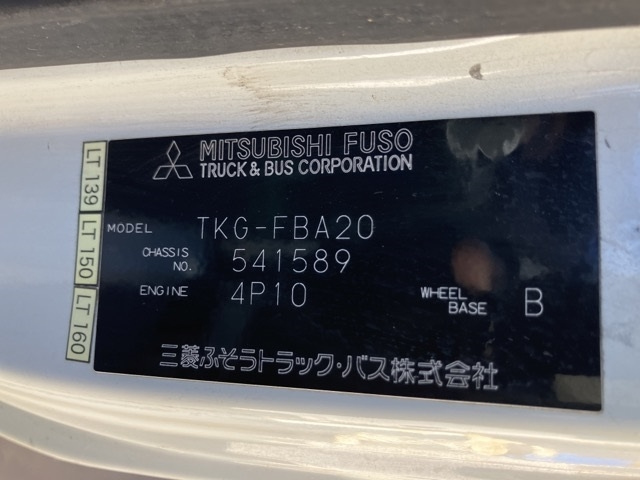 MITSUBISHI FUSO
TRUCK & BUS CORPORATION
MODEL TKG-FBA20
CHASSIS NO. 541589
ENGINE 4P10
WHEEL BASE B
三菱ふそうトラック・バス株式会社
LT 139
LT 150
LT 160